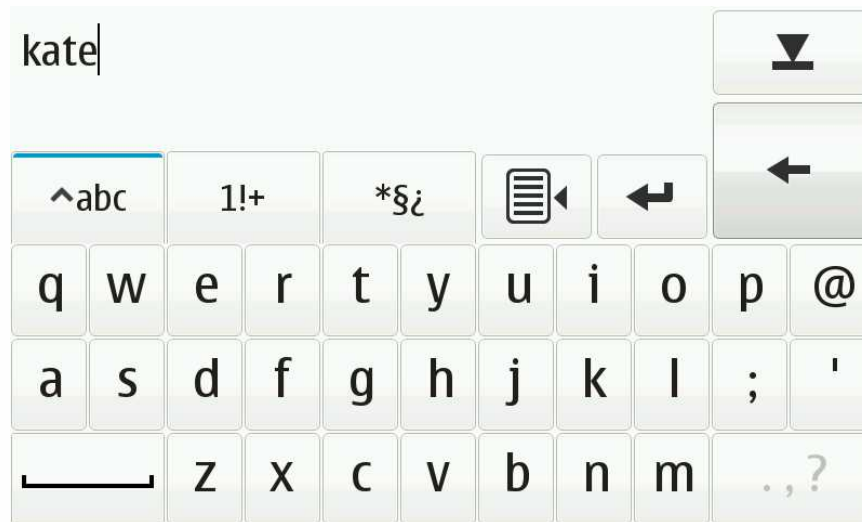 kate
^abc 1!+ *§¿
q w e r t y u i o p @
a s d f g h j k l ; '
z x c v b n m . , ?